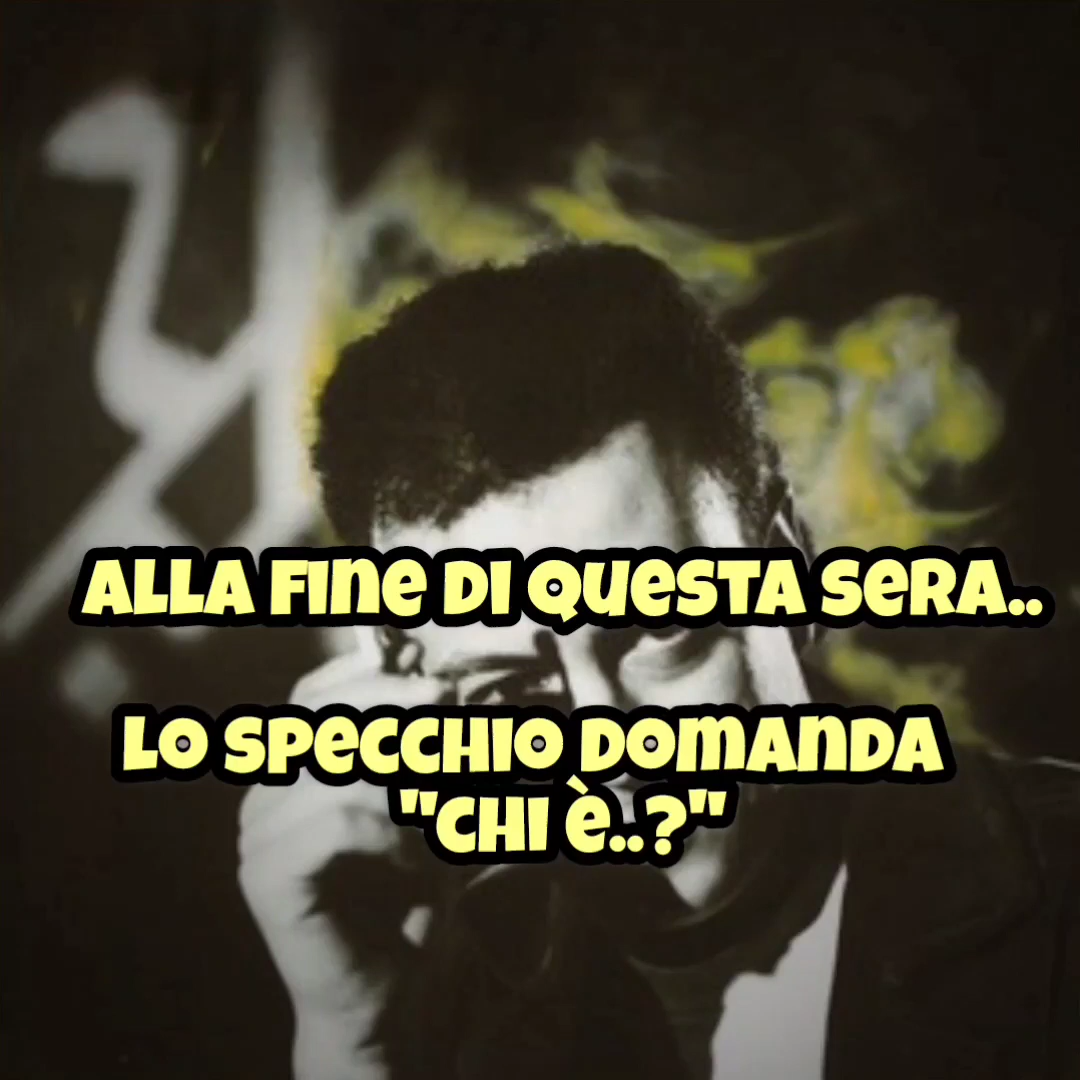 ALLA FINE DI QUESTA SERA..
LO SPECCHIO DOMANDA
"CHI È..?"